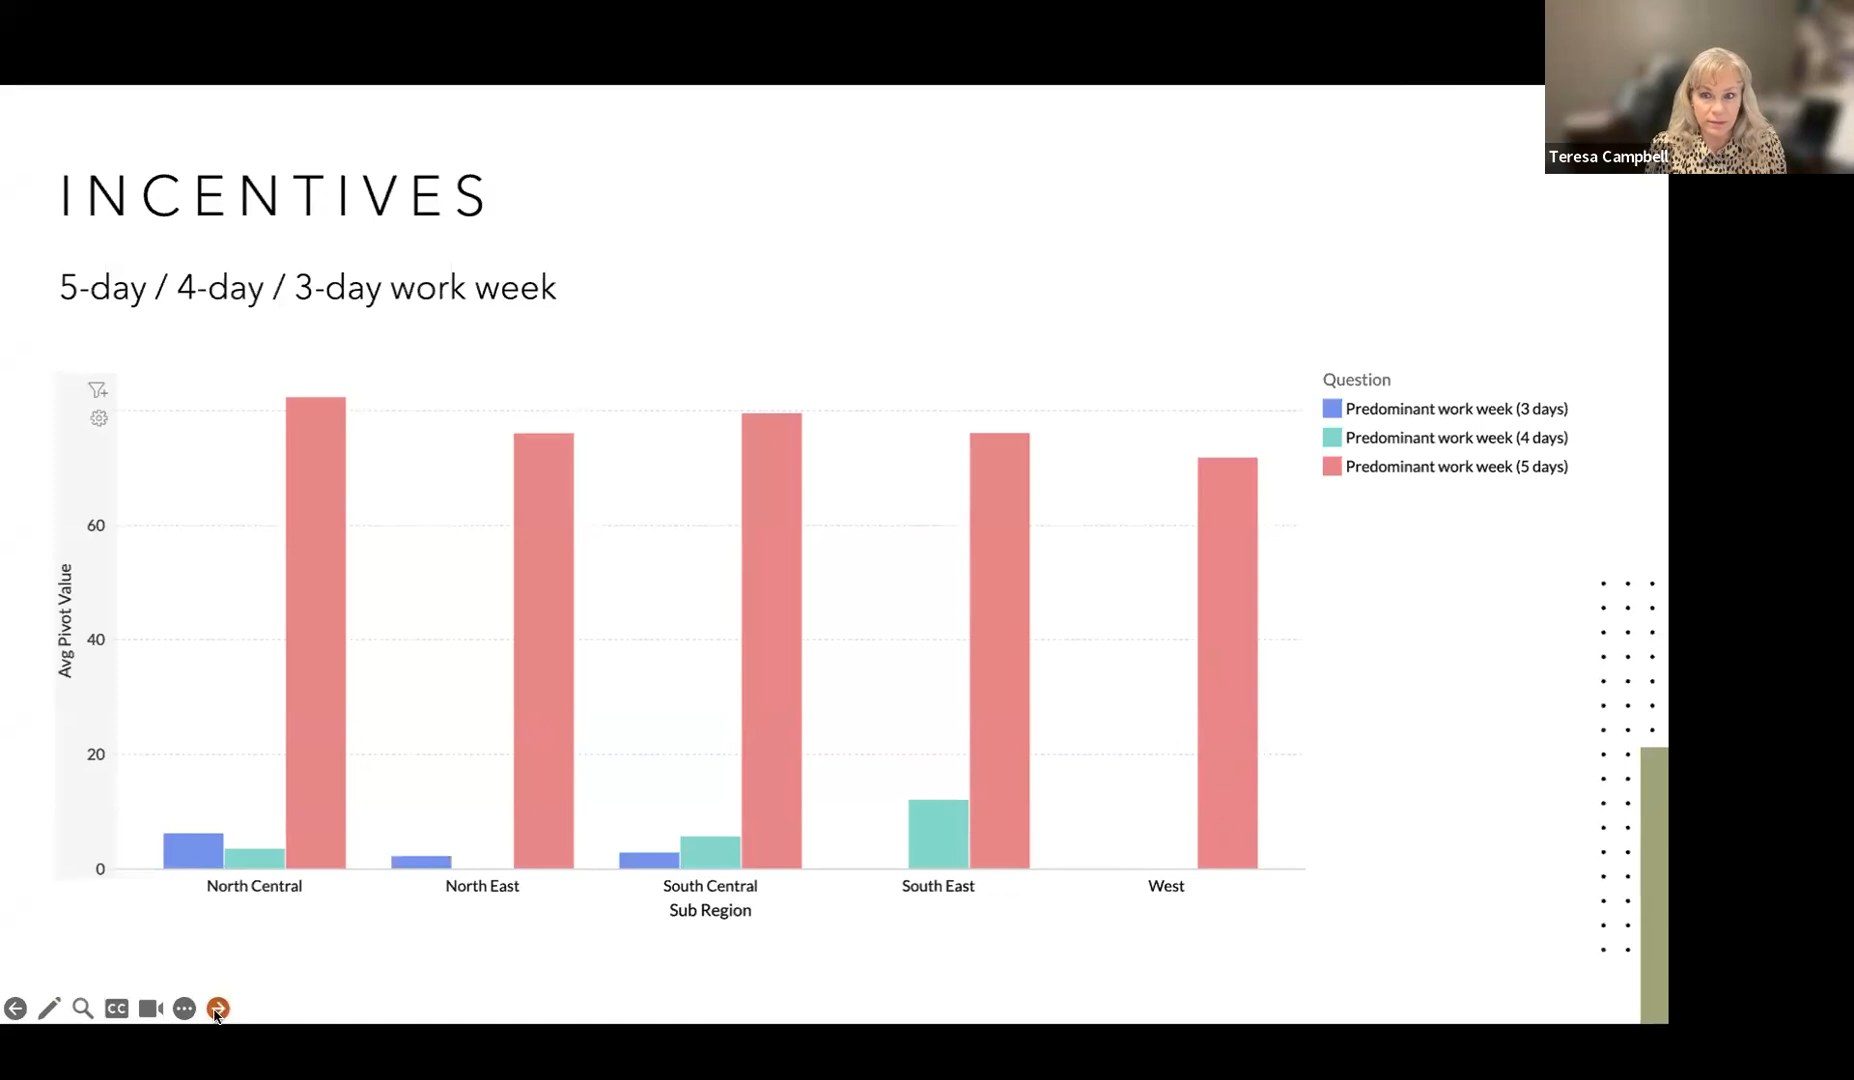 Teresa Campbell
INCENTIVES
5-day / 4-day / 3-day work week
Question
Predominant work week (3 days)
Predominant work week (4 days)
Predominant work week (5 days)
Avg Pivot Value
60
40
20
0
North Central
North East
South Central
South East
West
Sub Region
CC